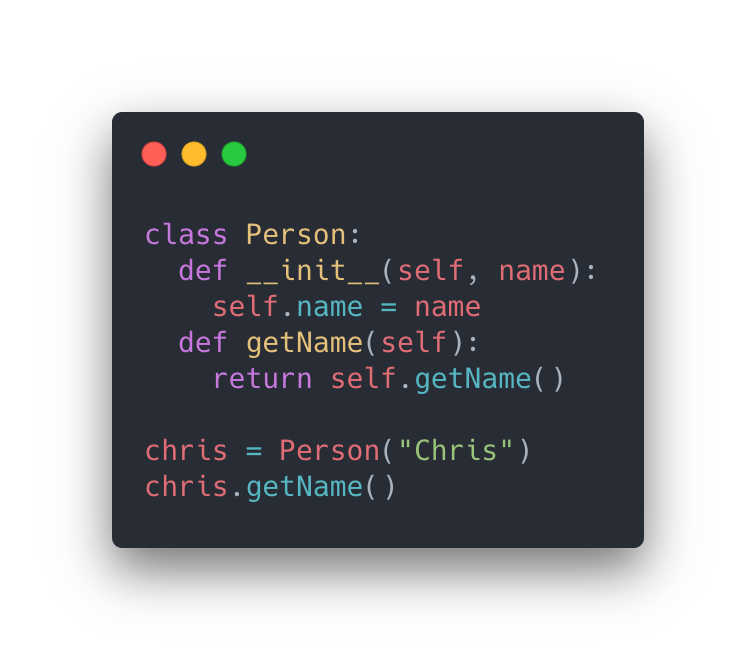 class Person:
  def __init__(self, name):
    self.name = name
  def getName(self):
    return self.getName()

chris = Person("Chris")
chris.getName()